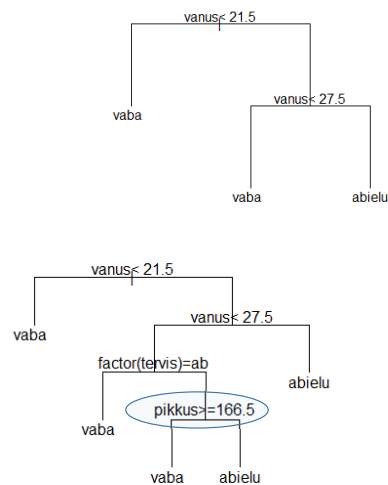 vanus< 21.5
vaba
vanus< 27.5
vaba
abielu
vanus< 21.5
vaba
vanus< 27.5
factor(tervis)=ab
abielu
vaba
pikkus>=166.5
vaba
abielu